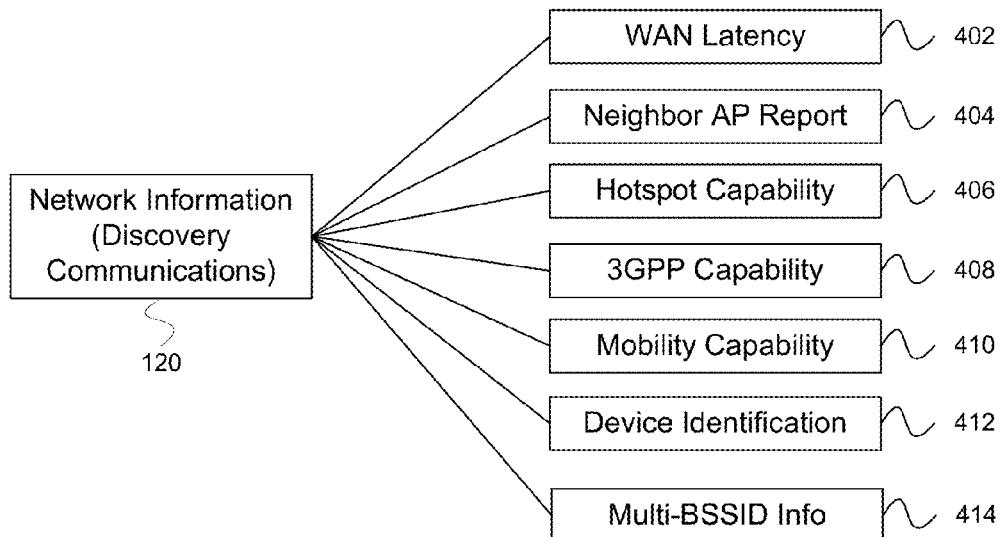 WAN Latency
402
Neighbor AP Report
404
Hotspot Capability
406
Network Information
(Discovery
Communications)
120
3GPP Capability
408
Mobility Capability
410
Device Identification
412
Multi-BSSID Info
414